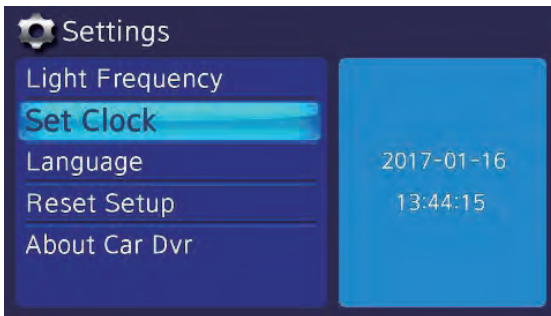 Settings
Light Frequency
Set Clock
Language
Reset Setup
About Car Dvr
2017-01-16
13:44:15